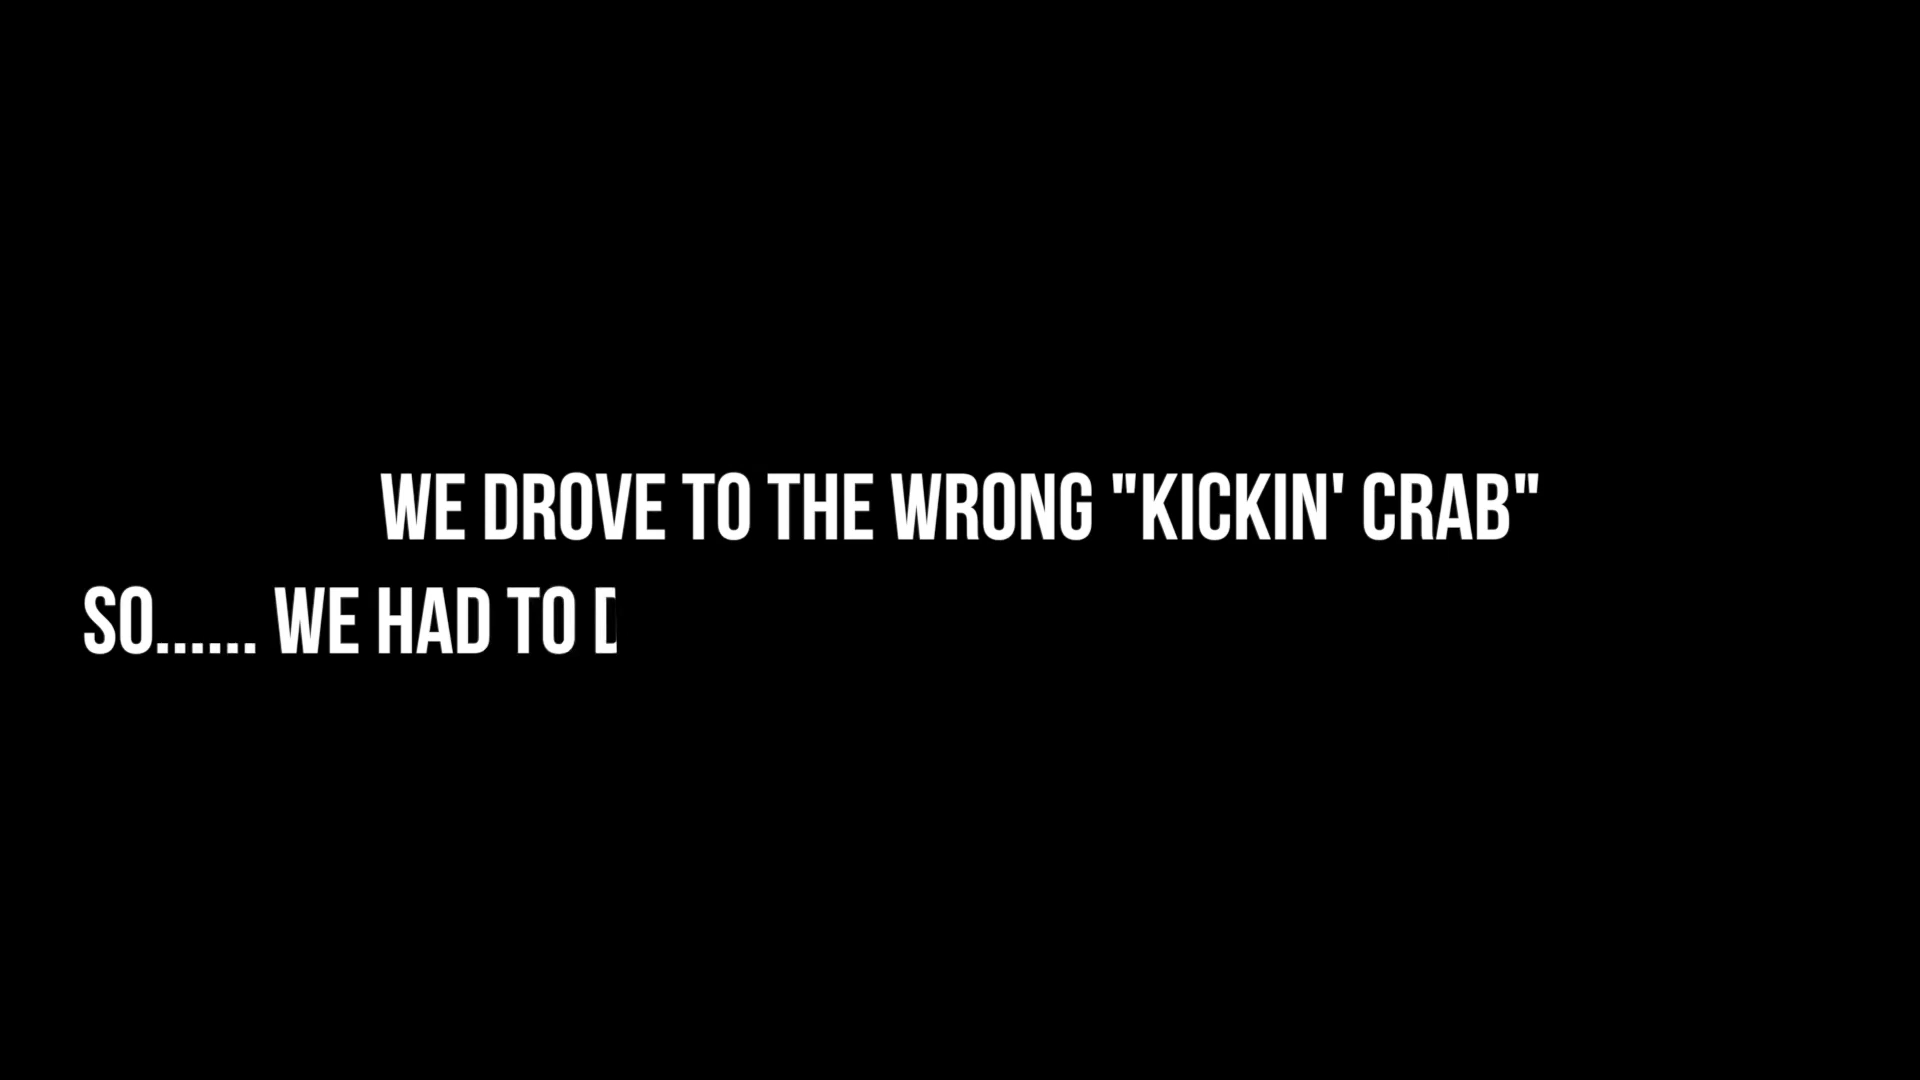 WE DROVE TO THE WRONG "KICKIN' CRAB"
SO...... WE HAD TO